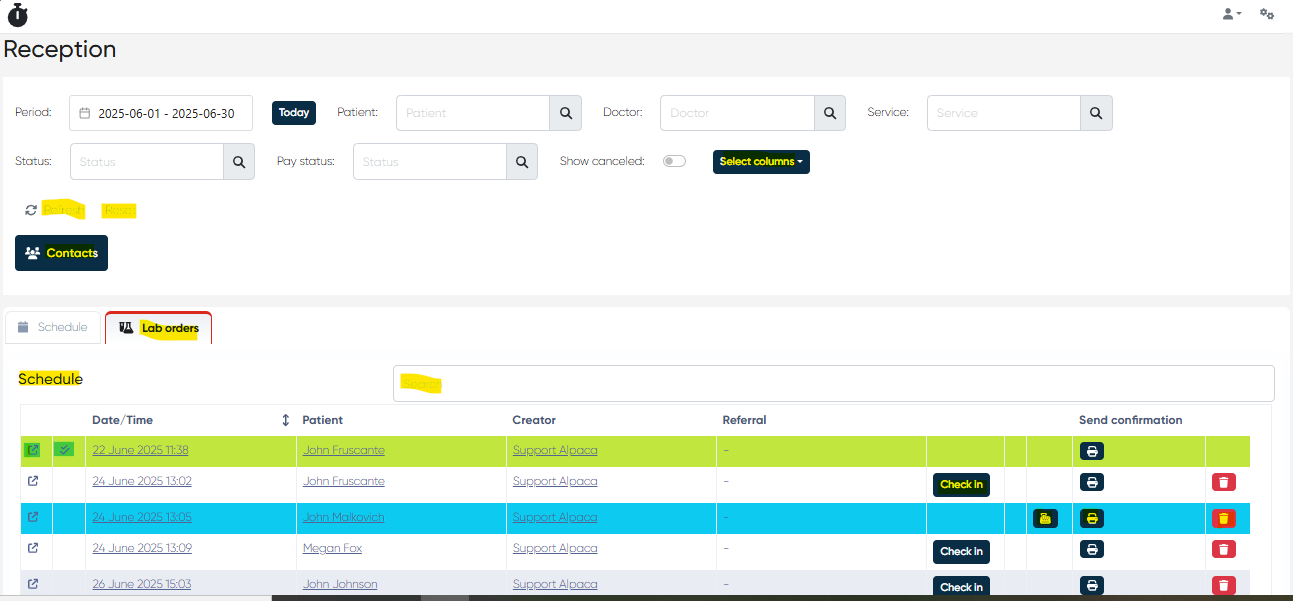 Reception
Period: 2025-06-01 - 2025-06-30 Today Patient: Patient Doctor: Doctor Service: Service
Status: Status Pay status: Status Show canceled: Select columns
Refresh Reset
Contacts
Schedule Lab orders
Schedule Search
Date/Time Patient Creator Referral Send confirmation
22 June 2025 11:38 John Fruscante Support Alpaca -
24 June 2025 13:02 John Fruscante Support Alpaca - Check in
24 June 2025 13:05 John Malkovich Support Alpaca -
24 June 2025 13:09 Megan Fox Support Alpaca - Check in
26 June 2025 15:03 John Johnson Support Alpaca - Check in